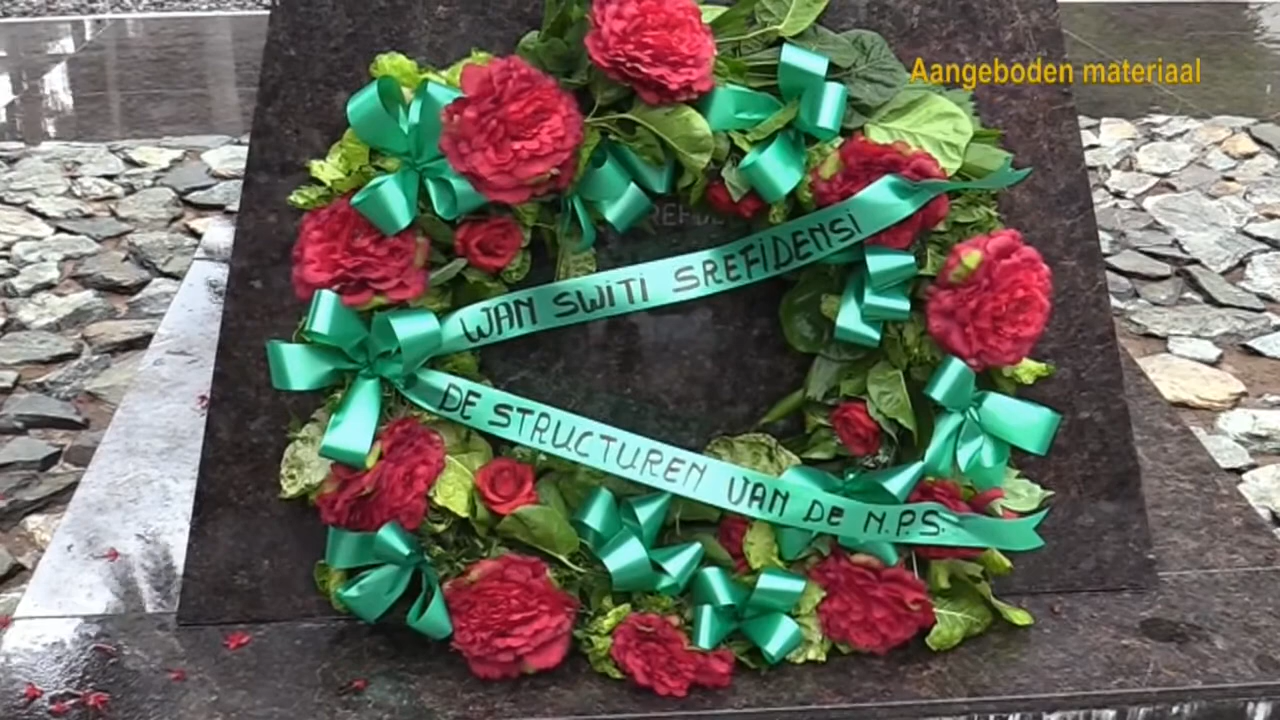 Aangeboden materiaal
WAN SWITI SREFIDENSI
DE STRUCTUREN VAN DE N.P.S.